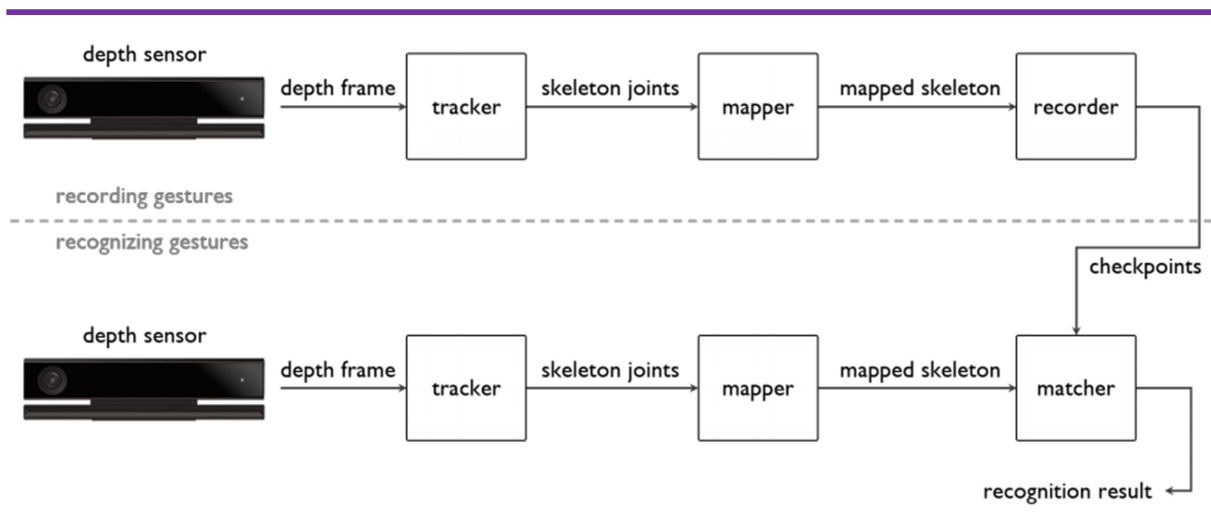 depth sensor
depth frame
tracker
skeleton joints
mapper
mapped skeleton
recorder
recording gestures
recognizing gestures
checkpoints
depth sensor
depth frame
tracker
skeleton joints
mapper
mapped skeleton
matcher
recognition result